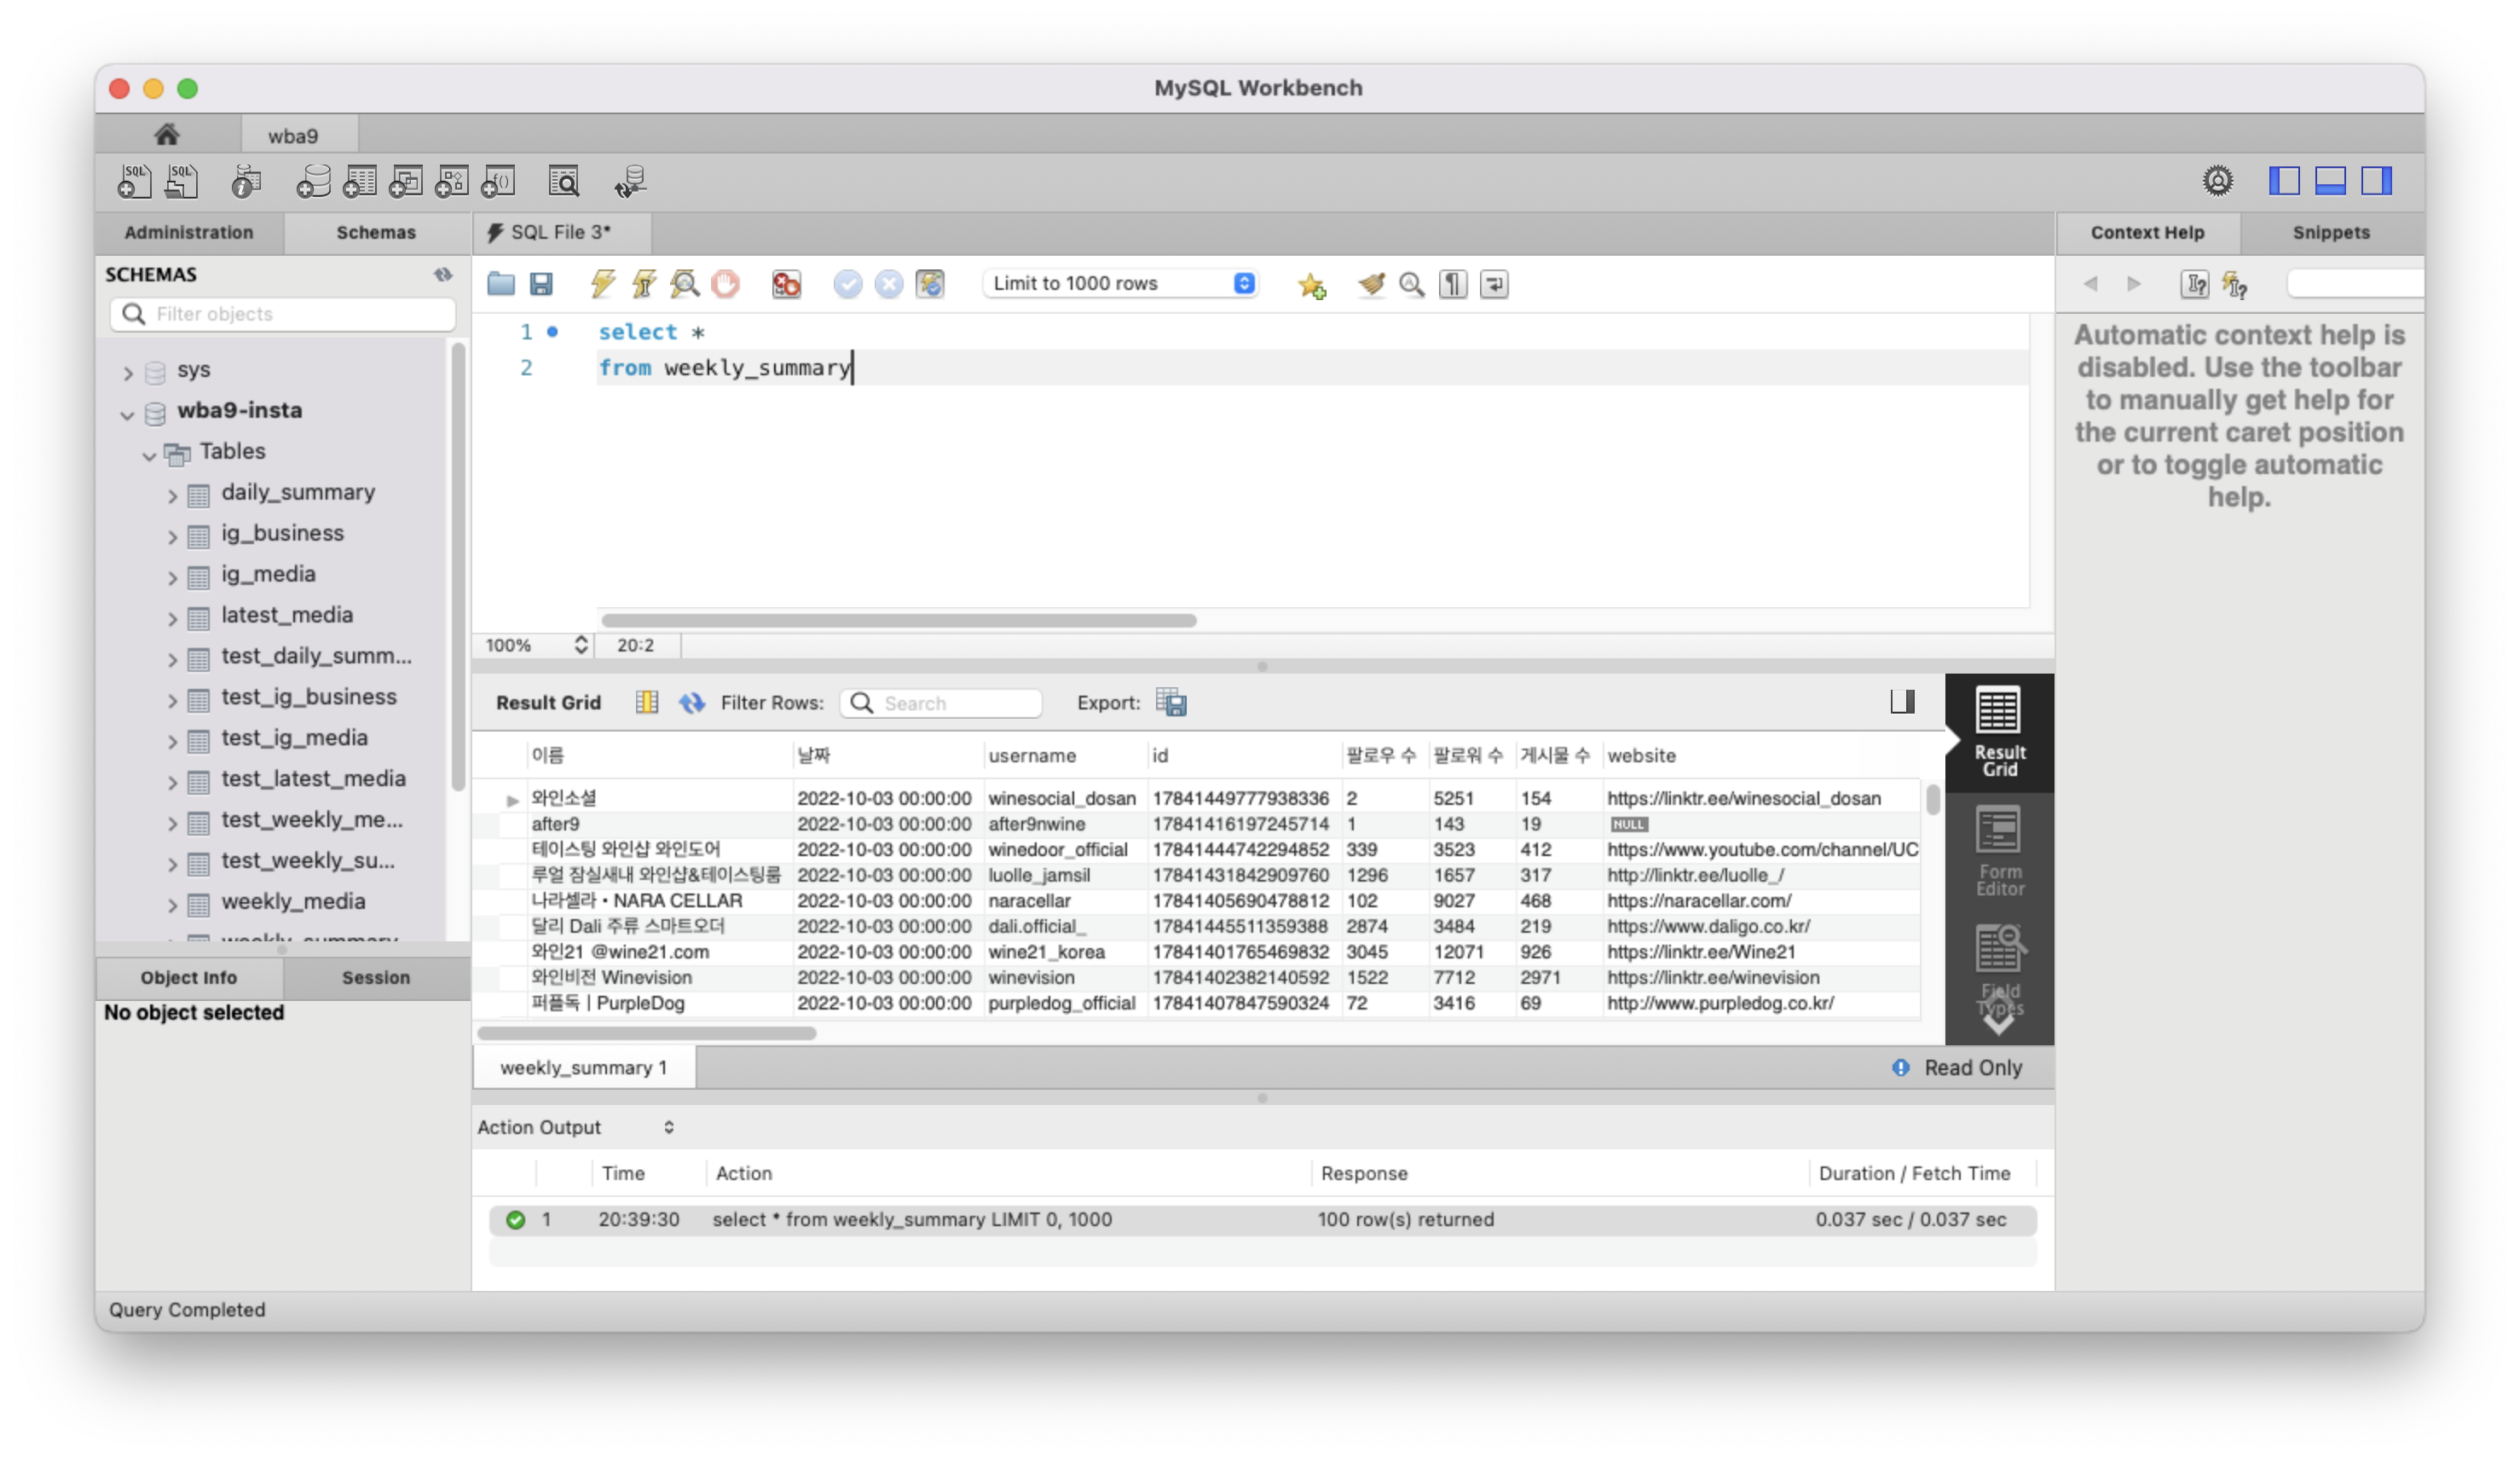 MySQL Workbench
wba9
Administration Schemas
SCHEMAS
Filter objects
sys
wba9-insta
Tables
daily_summary
ig_business
ig_media
latest_media
test_daily_summ...
test_ig_business
test_ig_media
test_latest_media
test_weekly_me...
test_weekly_su...
weekly_media
weekly_summary
Object Info Session
No object selected
SQL File 3*
Limit to 1000 rows
1 select *
2 from weekly_summary
100% 20:2
Result Grid Filter Rows: Search Export:
이름 날짜 username id 팔로우 수 팔로워 수 게시물 수 website
와인소셜 2022-10-03 00:00:00 winesocial_dosan 17841449777938336 2 5251 154 https://linktr.ee/winesocial_dosan
after9 2022-10-03 00:00:00 after9nwine 17841416197245714 1 143 19 NULL
테이스팅 와인샵 와인도어 2022-10-03 00:00:00 winedoor_official 17841444742294852 339 3523 412 https://www.youtube.com/channel/UC
루얼 잠실새내 와인샵&테이스팅룸 2022-10-03 00:00:00 luolle_jamsil 17841431842909760 1296 1657 317 http://linktr.ee/luolle_/
나라셀라・NARA CELLAR 2022-10-03 00:00:00 naracellar 17841405690478812 102 9027 468 https://naracellar.com/
달리 Dali 주류 스마트오더 2022-10-03 00:00:00 dali.official_ 17841445511359388 2874 3484 219 https://www.daligo.co.kr/
와인21 @wine21.com 2022-10-03 00:00:00 wine21_korea 17841401765469832 3045 12071 926 https://linktr.ee/Wine21
와인비전 Winevision 2022-10-03 00:00:00 winevision 17841402382140592 1522 7712 2971 https://linktr.ee/winevision
퍼플독 | PurpleDog 2022-10-03 00:00:00 purpledog_official 17841407847590324 72 3416 69 http://www.purpledog.co.kr/
Result
Grid
Form
Editor
Field
Types
weekly_summary 1 Read Only
Action Output
Time Action Response Duration / Fetch Time
1 20:39:30 select * from weekly_summary LIMIT 0, 1000 100 row(s) returned 0.037 sec / 0.037 sec
Context Help Snippets
Automatic context help is
disabled. Use the toolbar
to manually get help for
the current caret position
or to toggle automatic
help.
Query Completed